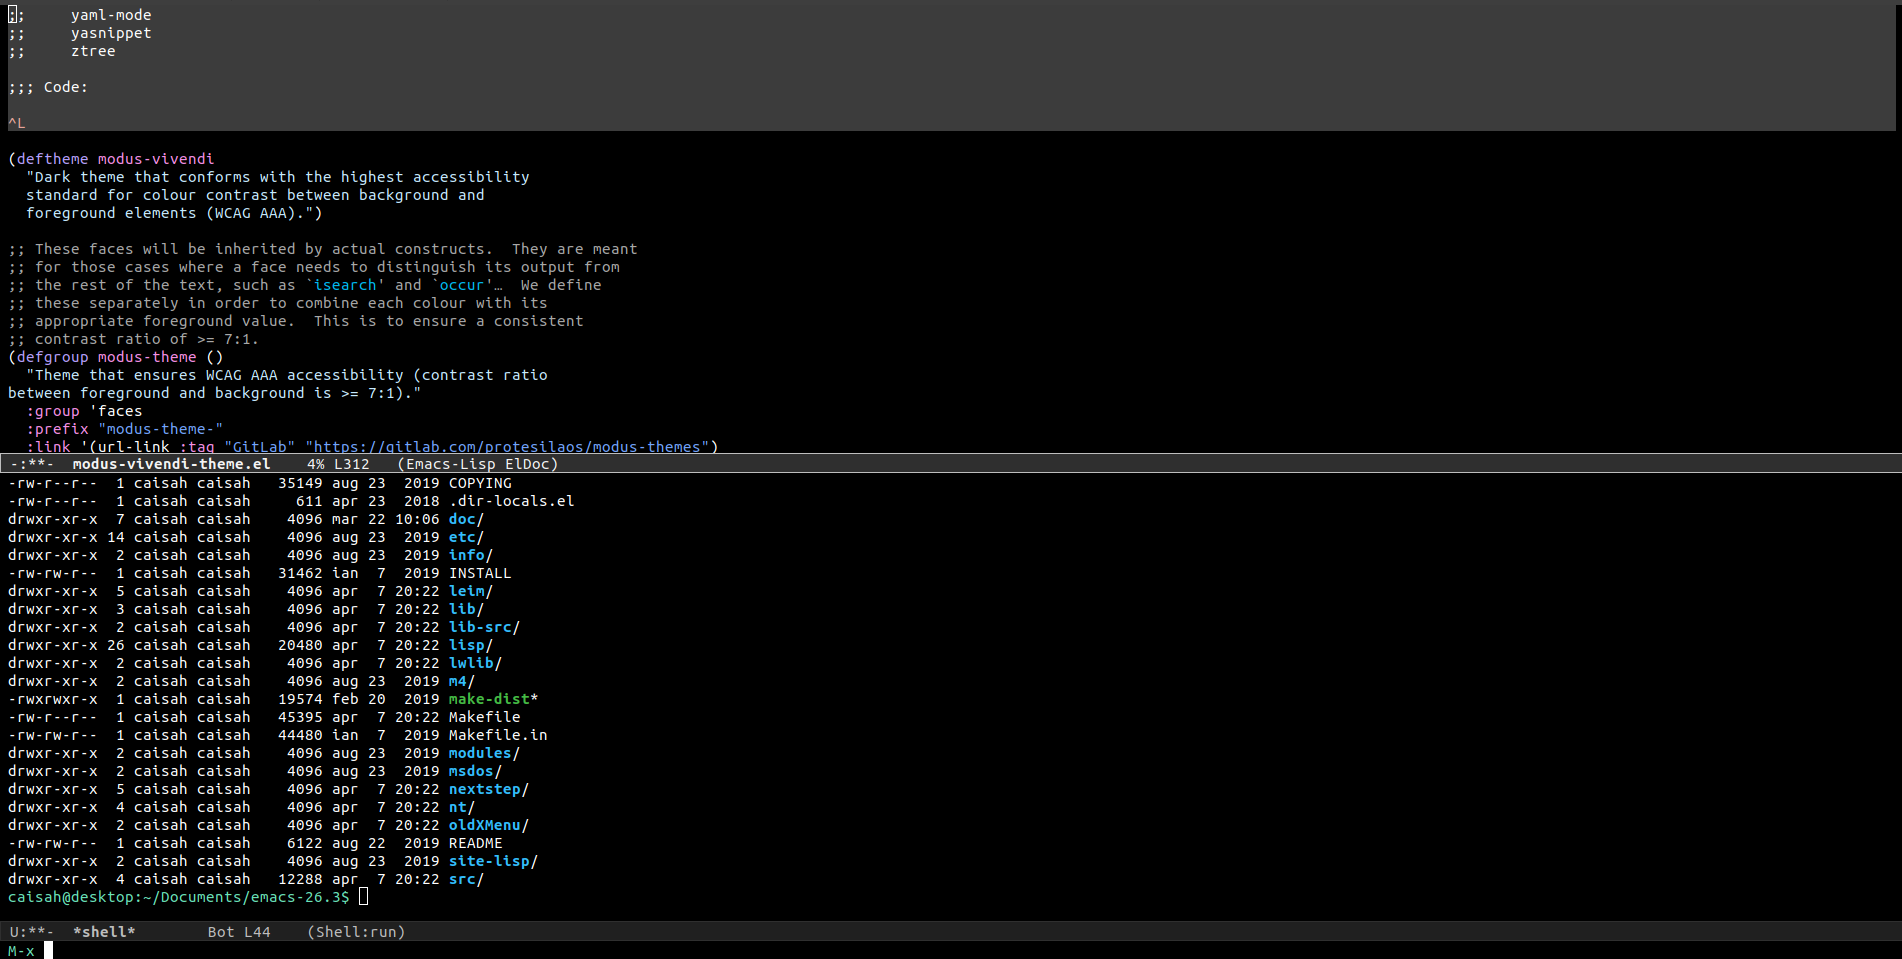 ;;     yaml-mode
;;     yasnippet
;;     ztree
;;; Code:
^L
(deftheme modus-vivendi
  "Dark theme that conforms with the highest accessibility
  standard for colour contrast between background and
  foreground elements (WCAG AAA).")
;; These faces will be inherited by actual constructs.  They are meant
;; for those cases where a face needs to distinguish its output from
;; the rest of the text, such as `isearch' and `occur'…  We define
;; these separately in order to combine each colour with its
;; appropriate foreground value.  This is to ensure a consistent
;; contrast ratio of >= 7:1.
(defgroup modus-theme ()
  "Theme that ensures WCAG AAA accessibility (contrast ratio
between foreground and background is >= 7:1)."
  :group 'faces
  :prefix "modus-theme-"
  :link '(url-link :tag "GitLab" "https://gitlab.com/protesilaos/modus-themes")
-:**-  modus-vivendi-theme.el    4% L312   (Emacs-Lisp ElDoc)
-rw-r--r--  1 caisah caisah   35149 aug 23  2019 COPYING
-rw-r--r--  1 caisah caisah     611 apr 23  2018 .dir-locals.el
drwxr-xr-x  7 caisah caisah    4096 mar 22 10:06 doc/
drwxr-xr-x 14 caisah caisah    4096 aug 23  2019 etc/
drwxr-xr-x  2 caisah caisah    4096 aug 23  2019 info/
-rw-rw-r--  1 caisah caisah   31462 ian  7  2019 INSTALL
drwxr-xr-x  5 caisah caisah    4096 apr  7 20:22 leim/
drwxr-xr-x  3 caisah caisah    4096 apr  7 20:22 lib/
drwxr-xr-x  2 caisah caisah    4096 apr  7 20:22 lib-src/
drwxr-xr-x 26 caisah caisah   20480 apr  7 20:22 lisp/
drwxr-xr-x  2 caisah caisah    4096 apr  7 20:22 lwlib/
drwxr-xr-x  2 caisah caisah    4096 aug 23  2019 m4/
-rwxrwxr-x  1 caisah caisah   19574 feb 20  2019 make-dist*
-rw-r--r--  1 caisah caisah   45395 apr  7 20:22 Makefile
-rw-rw-r--  1 caisah caisah   44480 ian  7  2019 Makefile.in
drwxr-xr-x  2 caisah caisah    4096 aug 23  2019 modules/
drwxr-xr-x  2 caisah caisah    4096 aug 23  2019 msdos/
drwxr-xr-x  5 caisah caisah    4096 apr  7 20:22 nextstep/
drwxr-xr-x  4 caisah caisah    4096 apr  7 20:22 nt/
drwxr-xr-x  2 caisah caisah    4096 apr  7 20:22 oldXMenu/
-rw-rw-r--  1 caisah caisah    6122 aug 22  2019 README
drwxr-xr-x  2 caisah caisah    4096 aug 23  2019 site-lisp/
drwxr-xr-x  4 caisah caisah   12288 apr  7 20:22 src/
caisah@desktop:~/Documents/emacs-26.3$
U:**-  *shell*        Bot L44    (Shell:run)
M-x